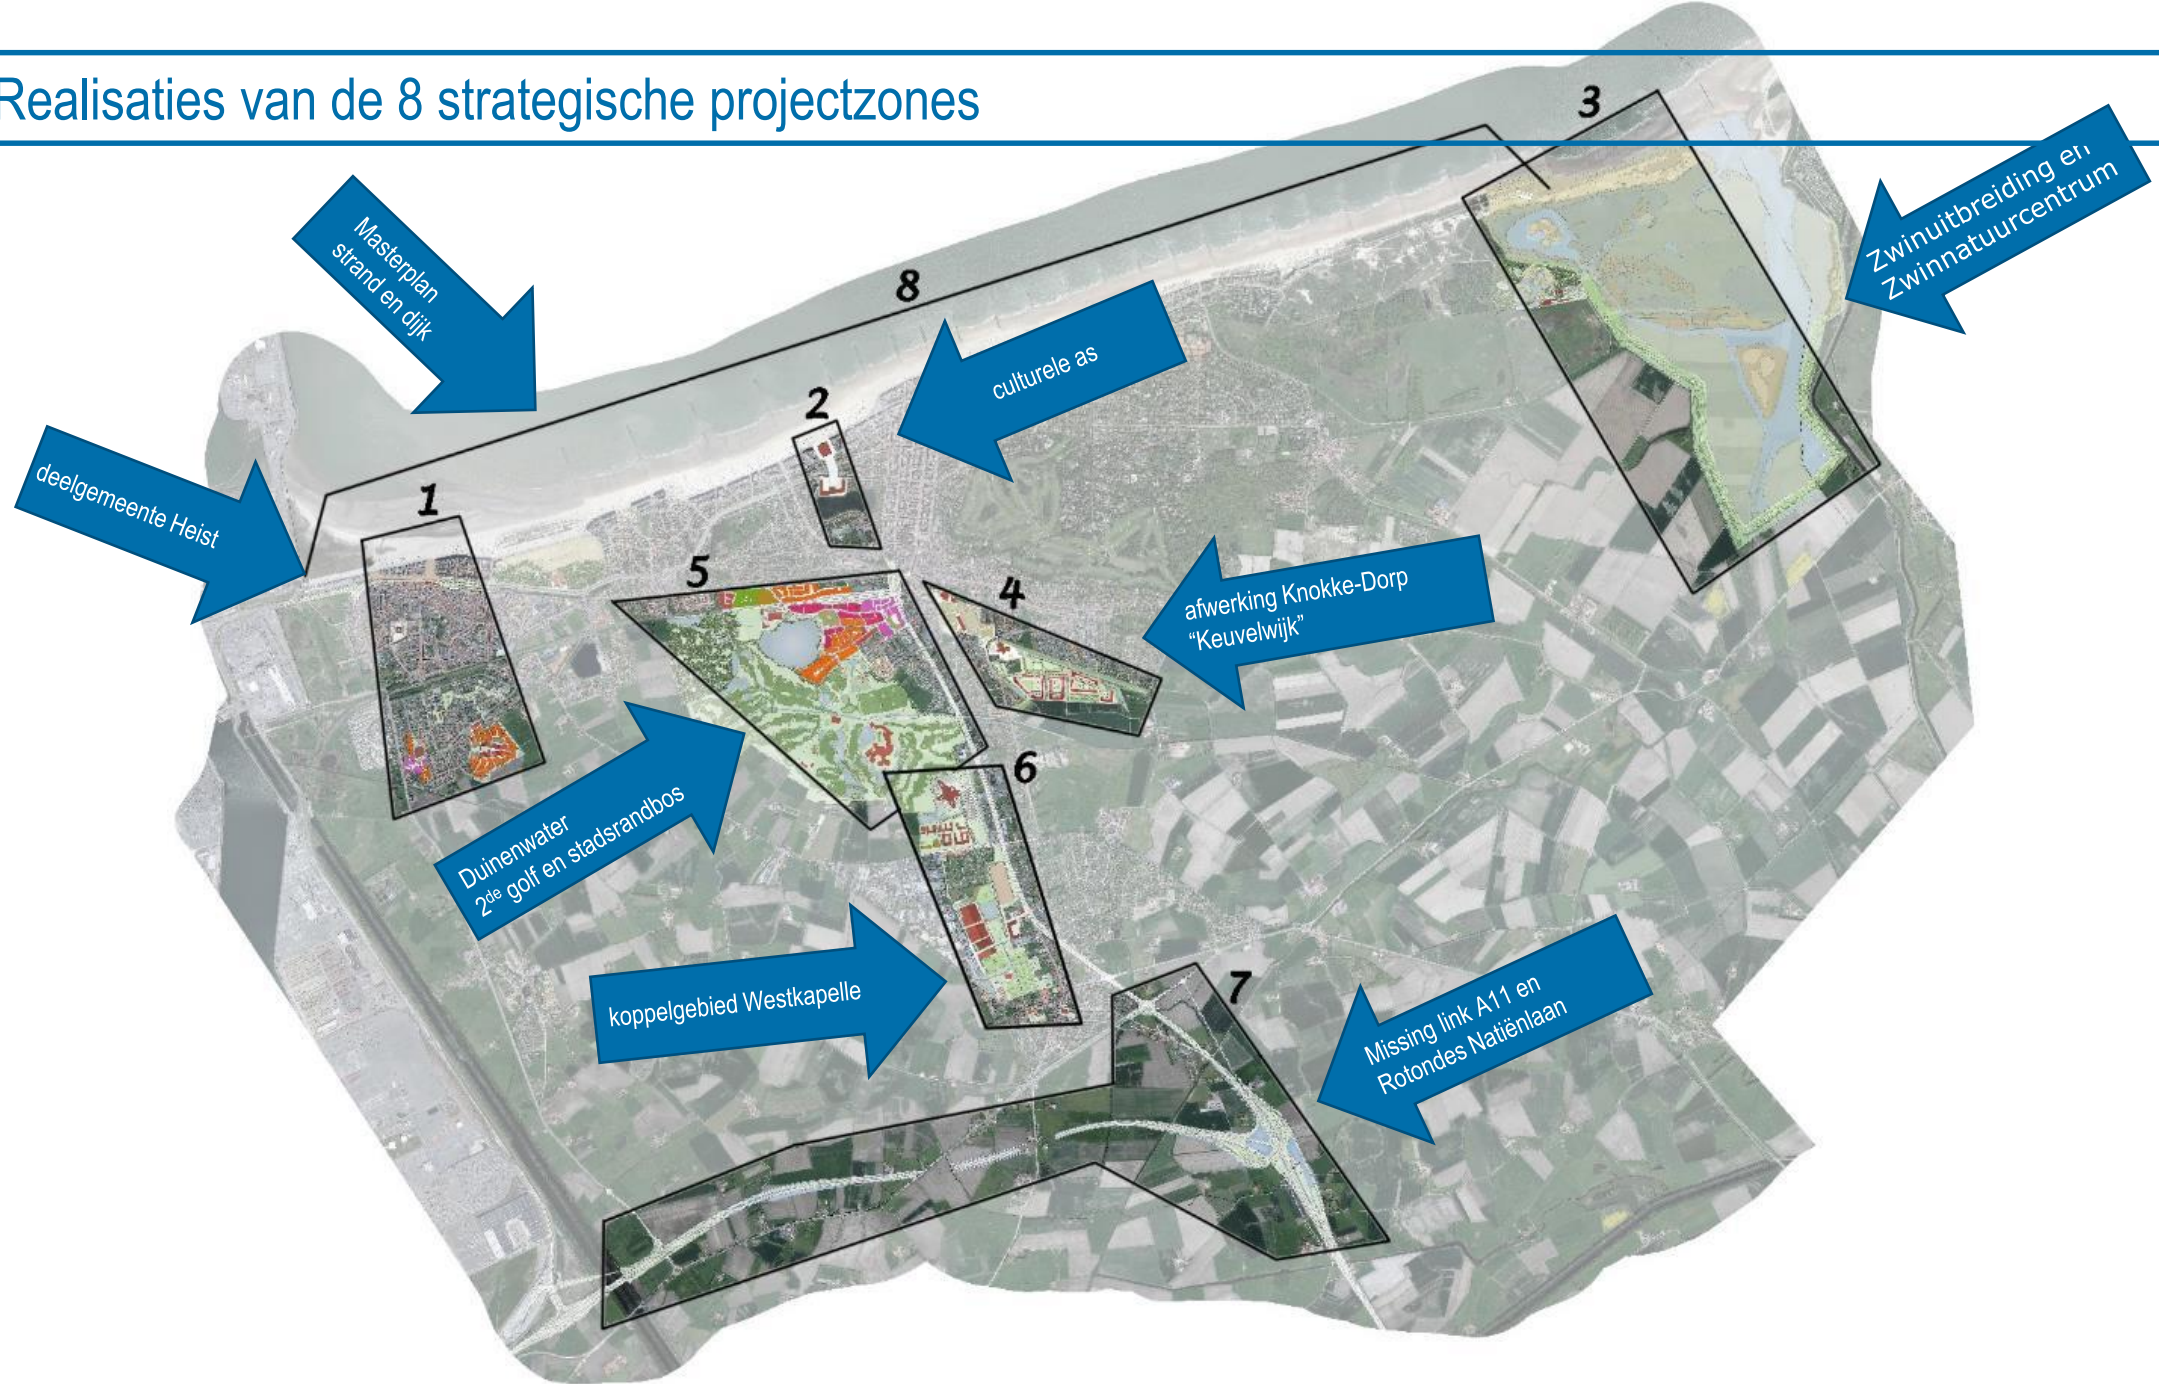 Realisaties van de 8 strategische projectzones
3
Zwinuitbreiding en
Zwinnatuurcentrum
Masterplan
strand en dijk
8
culturele as
2
deelgemeente Heist
1
5
4
afwerking Knokke-Dorp
“Keuvelwijk”
6
Duinenwater
2de golf en stadsrandbos
koppelgebied Westkapelle
7
Missing link A11 en
Rotondes Natiënlaan